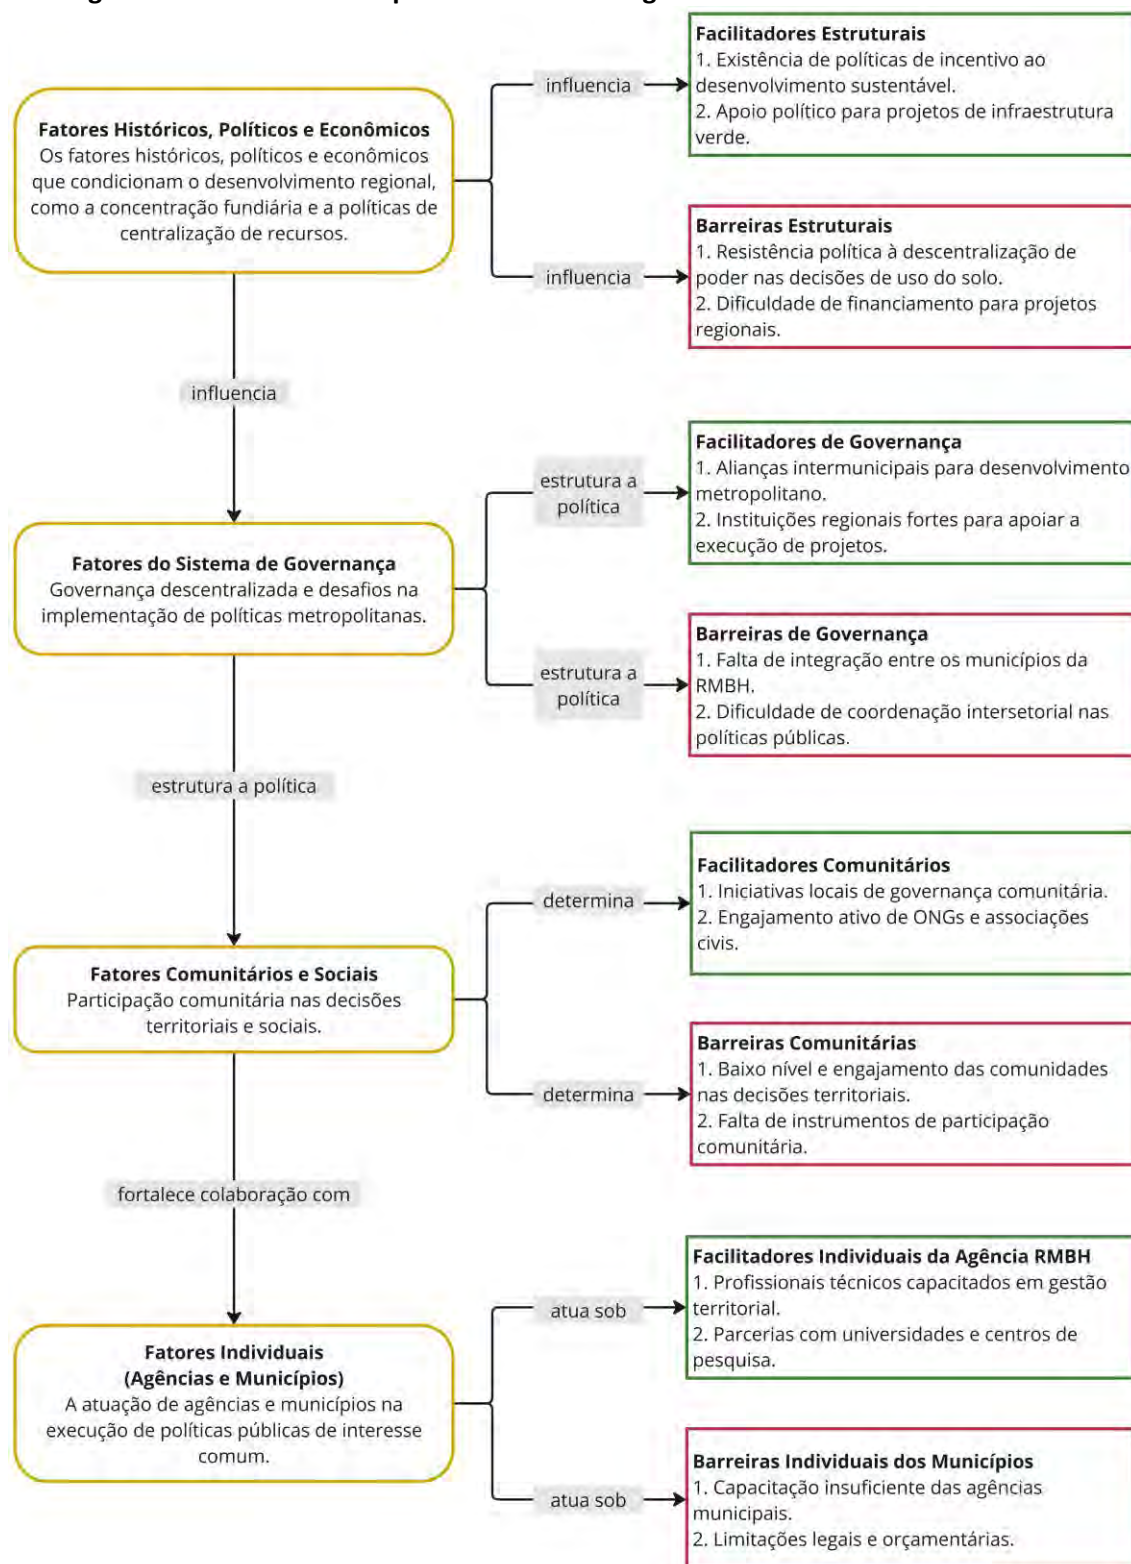 Fatores Históricos, Políticos e Econômicos
Os fatores históricos, políticos e econômicos
que condicionam o desenvolvimento regional,
como a concentração fundiária e a políticas de
centralização de recursos.
influencia
Facilitadores Estruturais
1. Existência de políticas de incentivo ao
desenvolvimento sustentável.
2. Apoio político para projetos de infraestrutura
verde.
influencia
Barreiras Estruturais
1. Resistência política à descentralização de
poder nas decisões de uso do solo.
2. Dificuldade de financiamento para projetos
regionais.
influencia
Fatores do Sistema de Governança
Governança descentralizada e desafios na
implementação de políticas metropolitanas.
estrutura a
política
Facilitadores de Governança
1. Alianças intermunicipais para desenvolvimento
metropolitano.
2. Instituições regionais fortes para apoiar a
execução de projetos.
estrutura a
política
Barreiras de Governança
1. Falta de integração entre os municípios da
RMBH.
2. Dificuldade de coordenação intersetorial nas
políticas públicas.
estrutura a política
Fatores Comunitários e Sociais
Participação comunitária nas decisões
territoriais e sociais.
determina
Facilitadores Comunitários
1. Iniciativas locais de governança comunitária.
2. Engajamento ativo de ONGs e associações
civis.
determina
Barreiras Comunitárias
1. Baixo nível e engajamento das comunidades
nas decisões territoriais.
2. Falta de instrumentos de participação
comunitária.
fortalece colaboração com
Fatores Individuais
(Agências e Municípios)
A atuação de agências e municípios na
execução de políticas públicas de interesse
comum.
atua sob
Facilitadores Individuais da Agência RMBH
1. Profissionais técnicos capacitados em gestão
territorial.
2. Parcerias com universidades e centros de
pesquisa.
atua sob
Barreiras Individuais dos Municípios
1. Capacitação insuficiente das agências
municipais.
2. Limitações legais e orçamentárias.